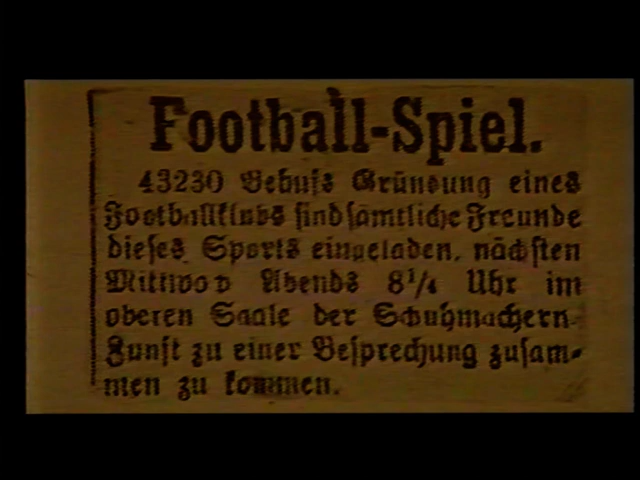 Football-Spiel.
43230 Behufs Gründung eines
Footballklubs sind sämtliche Freunde
dieses Sports eingeladen, nächsten
Mittwoch Abends 8¼ Uhr im
oberen Saale der Schuhmachern-
Zunft zu einer Besprechung zusam-
men zu kommen.